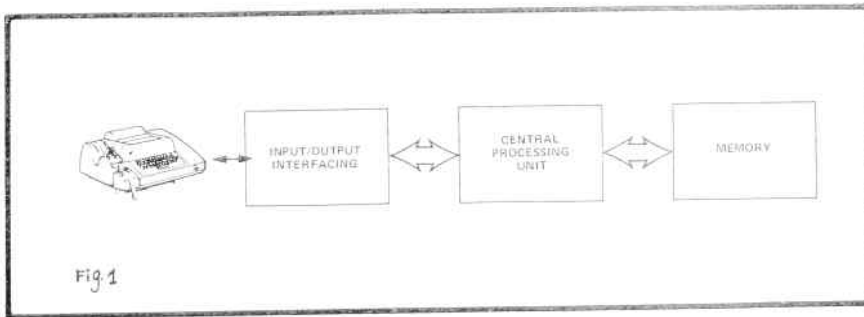 INPUT/OUTPUT
INTERFACING
CENTRAL
PROCESSING
UNIT
MEMORY
Fig.1